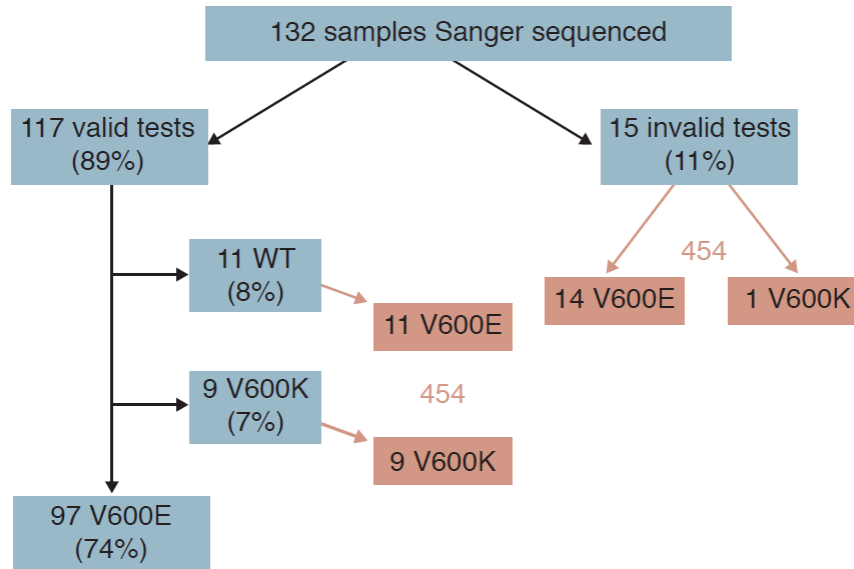 132 samples Sanger sequenced
117 valid tests
(89%)
15 invalid tests
(11%)
11 WT
(8%)
454
14 V600E
1 V600K
11 V600E
9 V600K
(7%)
454
9 V600K
97 V600E
(74%)